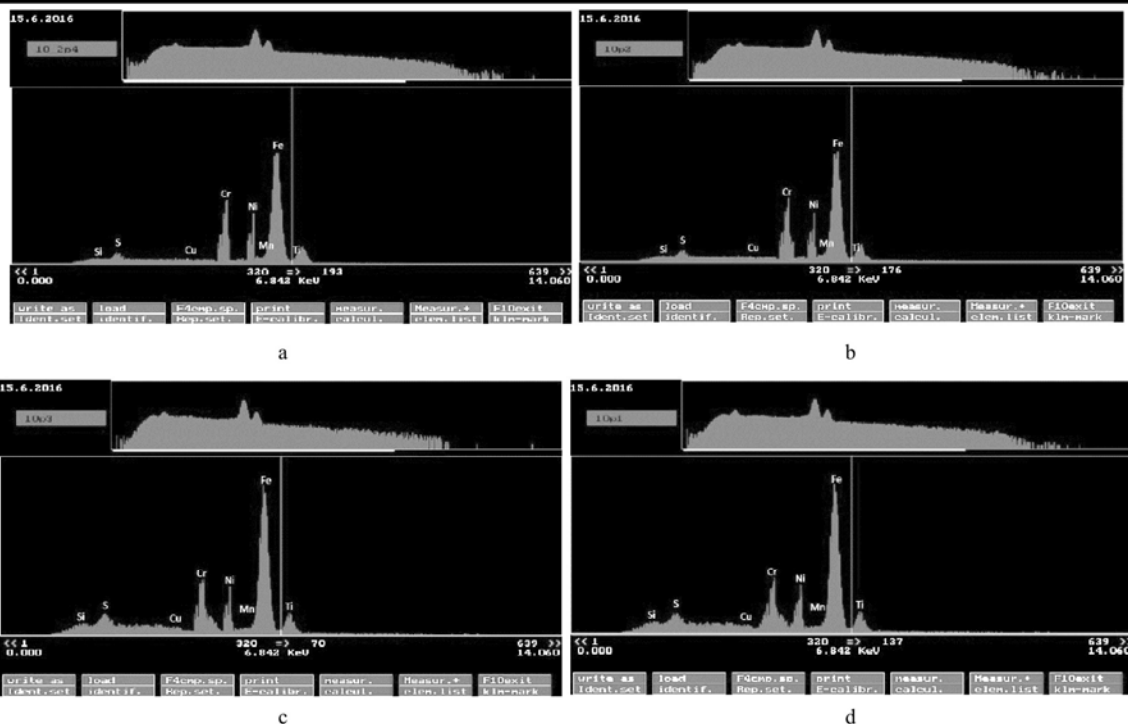 15.6.2016
10_2p4
Fe
Cr
Ni
Si S Cu Mn Ti
<< 1 320 => 193 639 >>
0.000 6.842 KeV 14.060
write as load F4cmp.sp. print measur. Measur.+ F10exit
Ident.set identif. Rep.set. E-calibr. calcul. elem.list klm-mark
a
15.6.2016
10p2
Fe
Cr
Ni
Si S Cu Mn Ti
<< 1 320 => 176 639 >>
0.000 6.842 KeV 14.060
write as load F4cmp.sp. print measur. Measur.+ F10exit
Ident.set identif. Rep.set. E-calibr. calcul. elem.list klm-mark
b
15.6.2016
10p3
Fe
Cr Ni
Si S Cu Mn Ti
<< 1 320 => 70 639 >>
0.000 6.842 KeV 14.060
write as load F4cmp.sp. print measur. Measur.+ F10exit
Ident.set identif. Rep.set. E-calibr. calcul. elem.list klm-mark
c
15.6.2016
10p1
Fe
Cr Ni
Si S Cu Mn Ti
<< 1 320 => 137 639 >>
0.000 6.842 KeV 14.060
write as load F4cmp.sp. print measur. Measur.+ F10exit
Ident.set identif. Rep.set. E-calibr. calcul. elem.list klm-mark
d